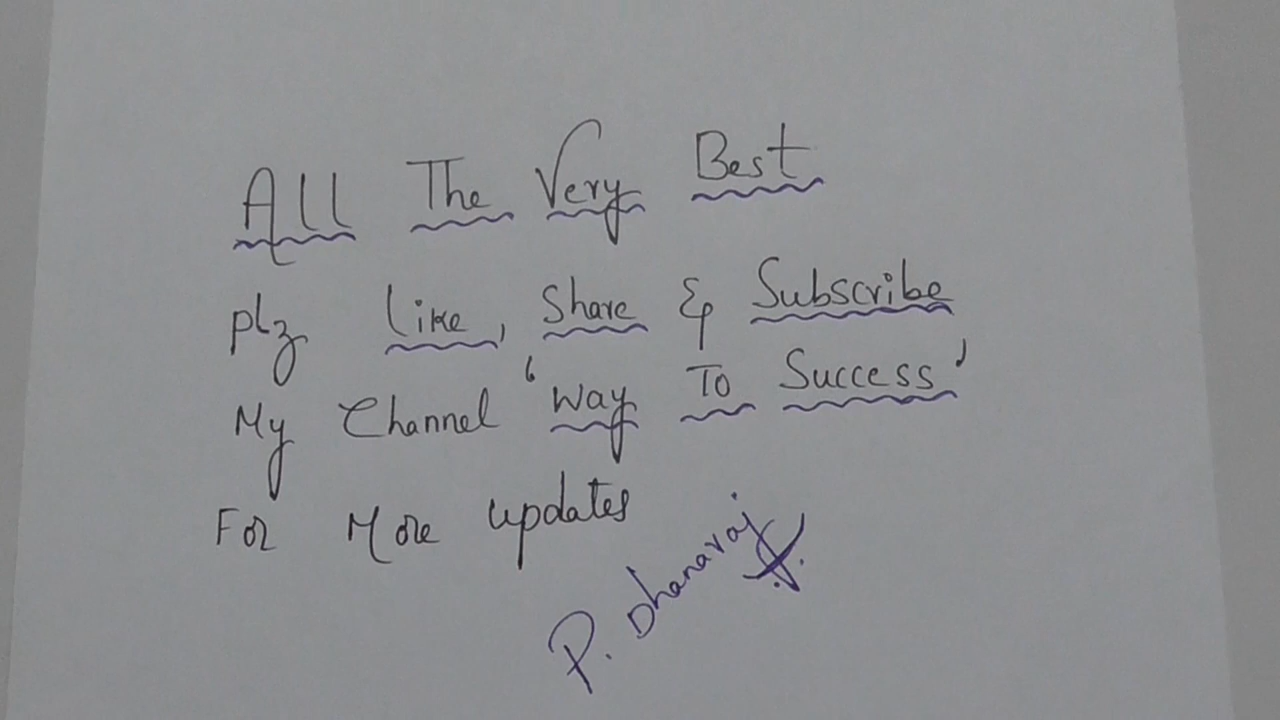 All The Very Best
plz like, Share & Subscribe
My Channel 'way To Success'
For More updates
P. Dhanaraj